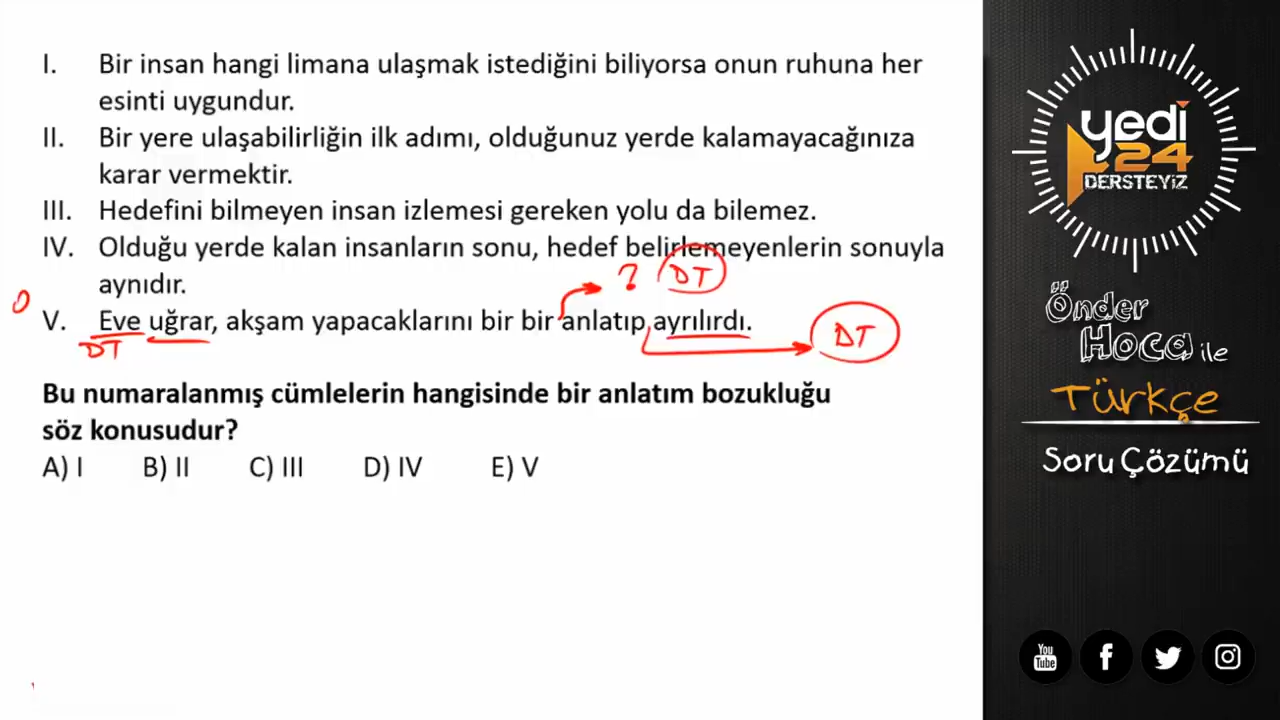 I. Bir insan hangi limana ulaşmak istediğini biliyorsa onun ruhuna her
esinti uygundur.
II. Bir yere ulaşabilirliğin ilk adımı, olduğunuz yerde kalamayacağınıza
karar vermektir.
III. Hedefini bilmeyen insan izlemesi gereken yolu da bilemez.
IV. Olduğu yerde kalan insanların sonu, hedef belirlemeyenlerin sonuyla
aynıdır.
? DT
O
V. Eve uğrar, akşam yapacaklarını bir bir anlatıp ayrılırdı.
DT
DT
Bu numaralanmış cümlelerin hangisinde bir anlatım bozukluğu
söz konusudur?
A) I B) II C) III D) IV E) V
yedi
24
DERSTEYİZ
Önder
Hoca ile
Türkçe
Soru Çözümü
You
Tube